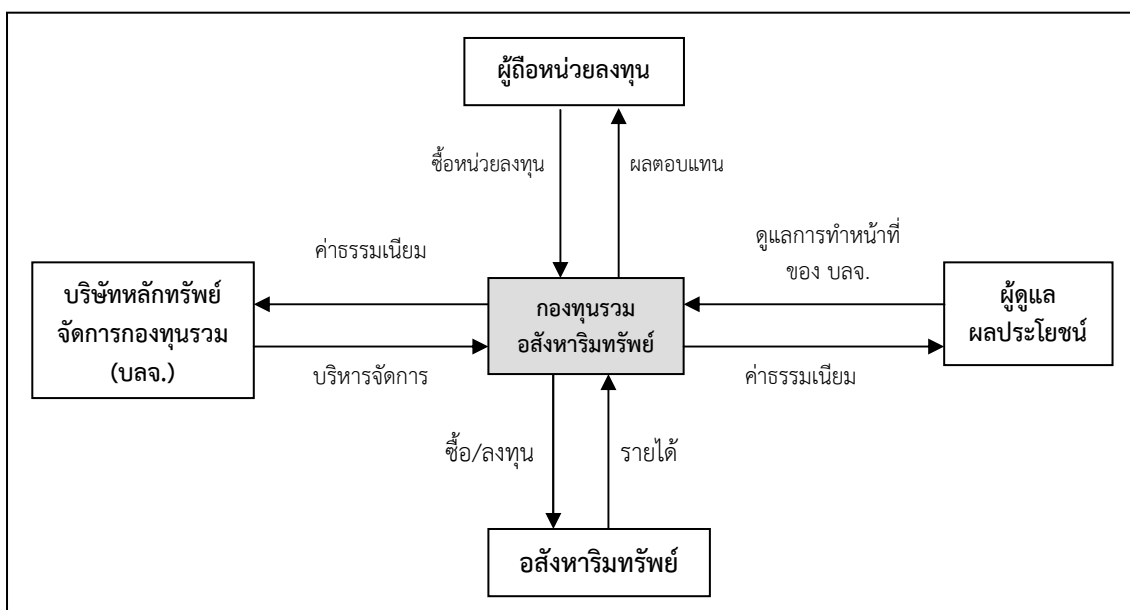 ผู้ถือหน่วยลงทุน
ซื้อหน่วยลงทุน
ผลตอบแทน
ค่าธรรมเนียม
ดูแลการทำหน้าที่
ของ บลจ.
บริษัทหลักทรัพย์
จัดการกองทุนรวม
(บลจ.)
กองทุนรวม
อสังหาริมทรัพย์
ผู้ดูแล
ผลประโยชน์
บริหารจัดการ
ค่าธรรมเนียม
ซื้อ/ลงทุน
รายได้
อสังหาริมทรัพย์